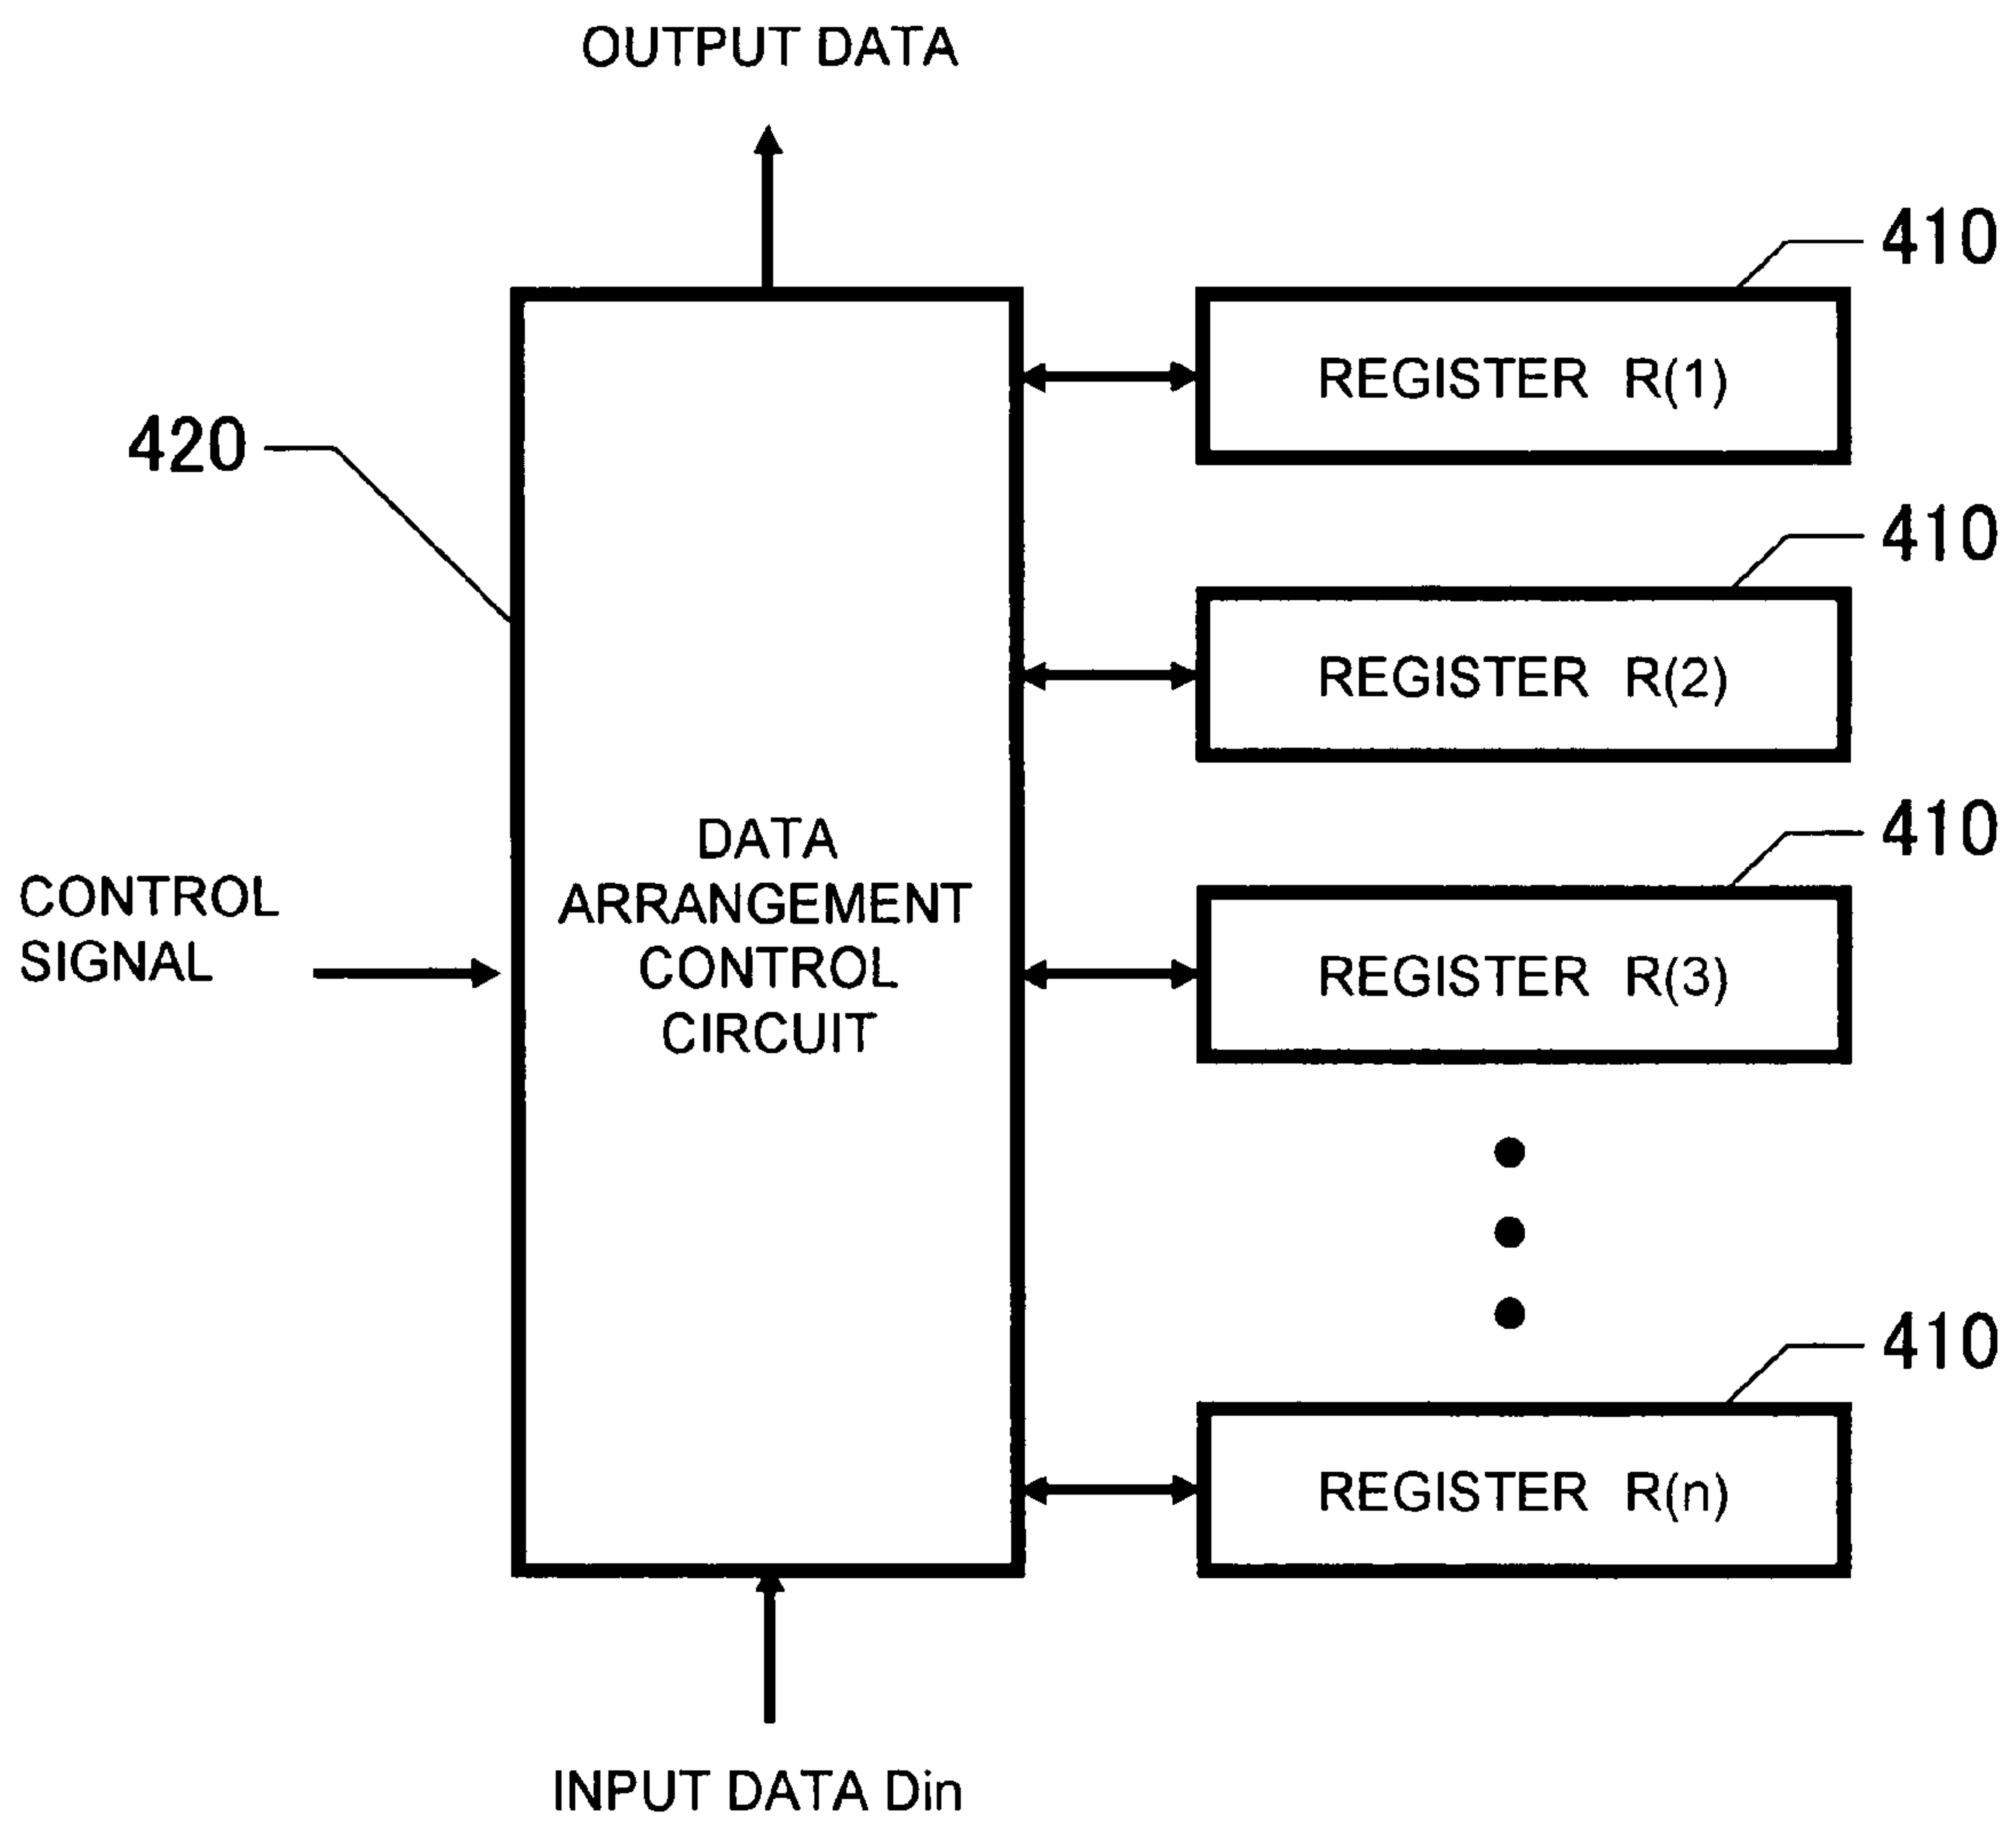 OUTPUT DATA
410
REGISTER R(1)
420
410
REGISTER R(2)
410
DATA
ARRANGEMENT
CONTROL
CIRCUIT
CONTROL
SIGNAL
REGISTER R(3)
410
REGISTER R(n)
INPUT DATA Din